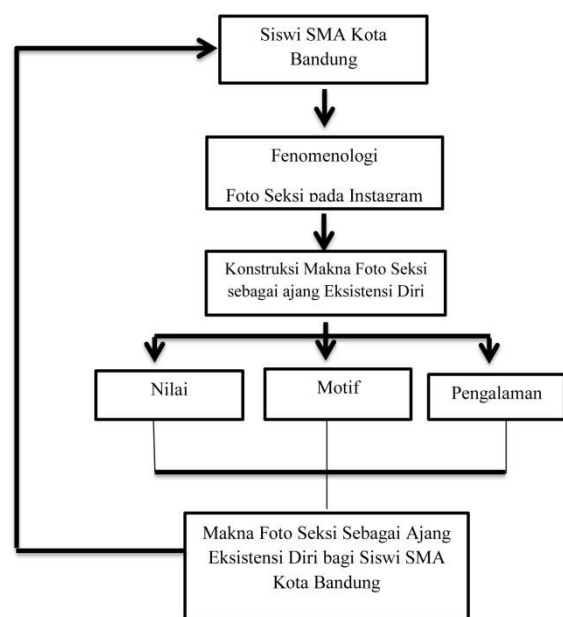 Siswi SMA Kota
Bandung
Fenomenologi
Foto Seksi pada Instagram
Konstruksi Makna Foto Seksi
sebagai ajang Eksistensi Diri
Nilai
Motif
Pengalaman
Makna Foto Seksi Sebagai Ajang
Eksistensi Diri bagi Siswi SMA
Kota Bandung